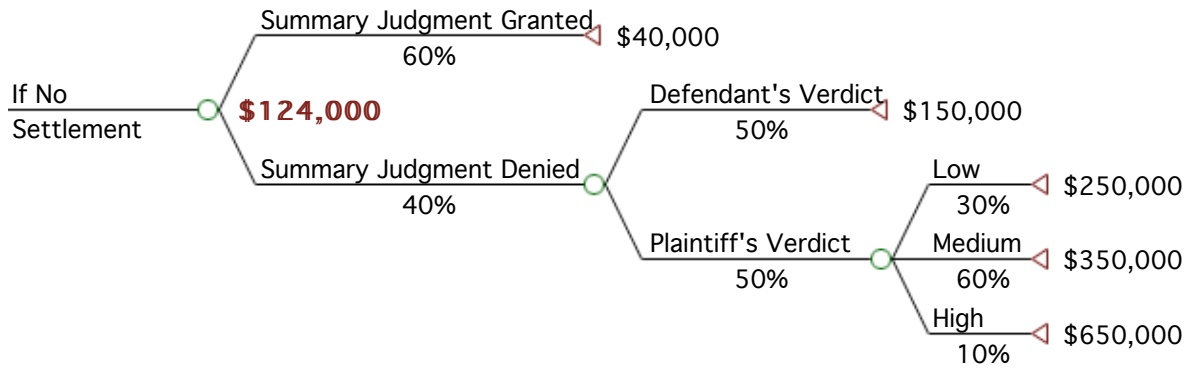 Summary Judgment Granted
60%
$40,000
If No
Settlement
$124,000
Summary Judgment Denied
40%
Defendant's Verdict
50%
$150,000
Plaintiff's Verdict
50%
Low
30%
$250,000
Medium
60%
$350,000
High
10%
$650,000